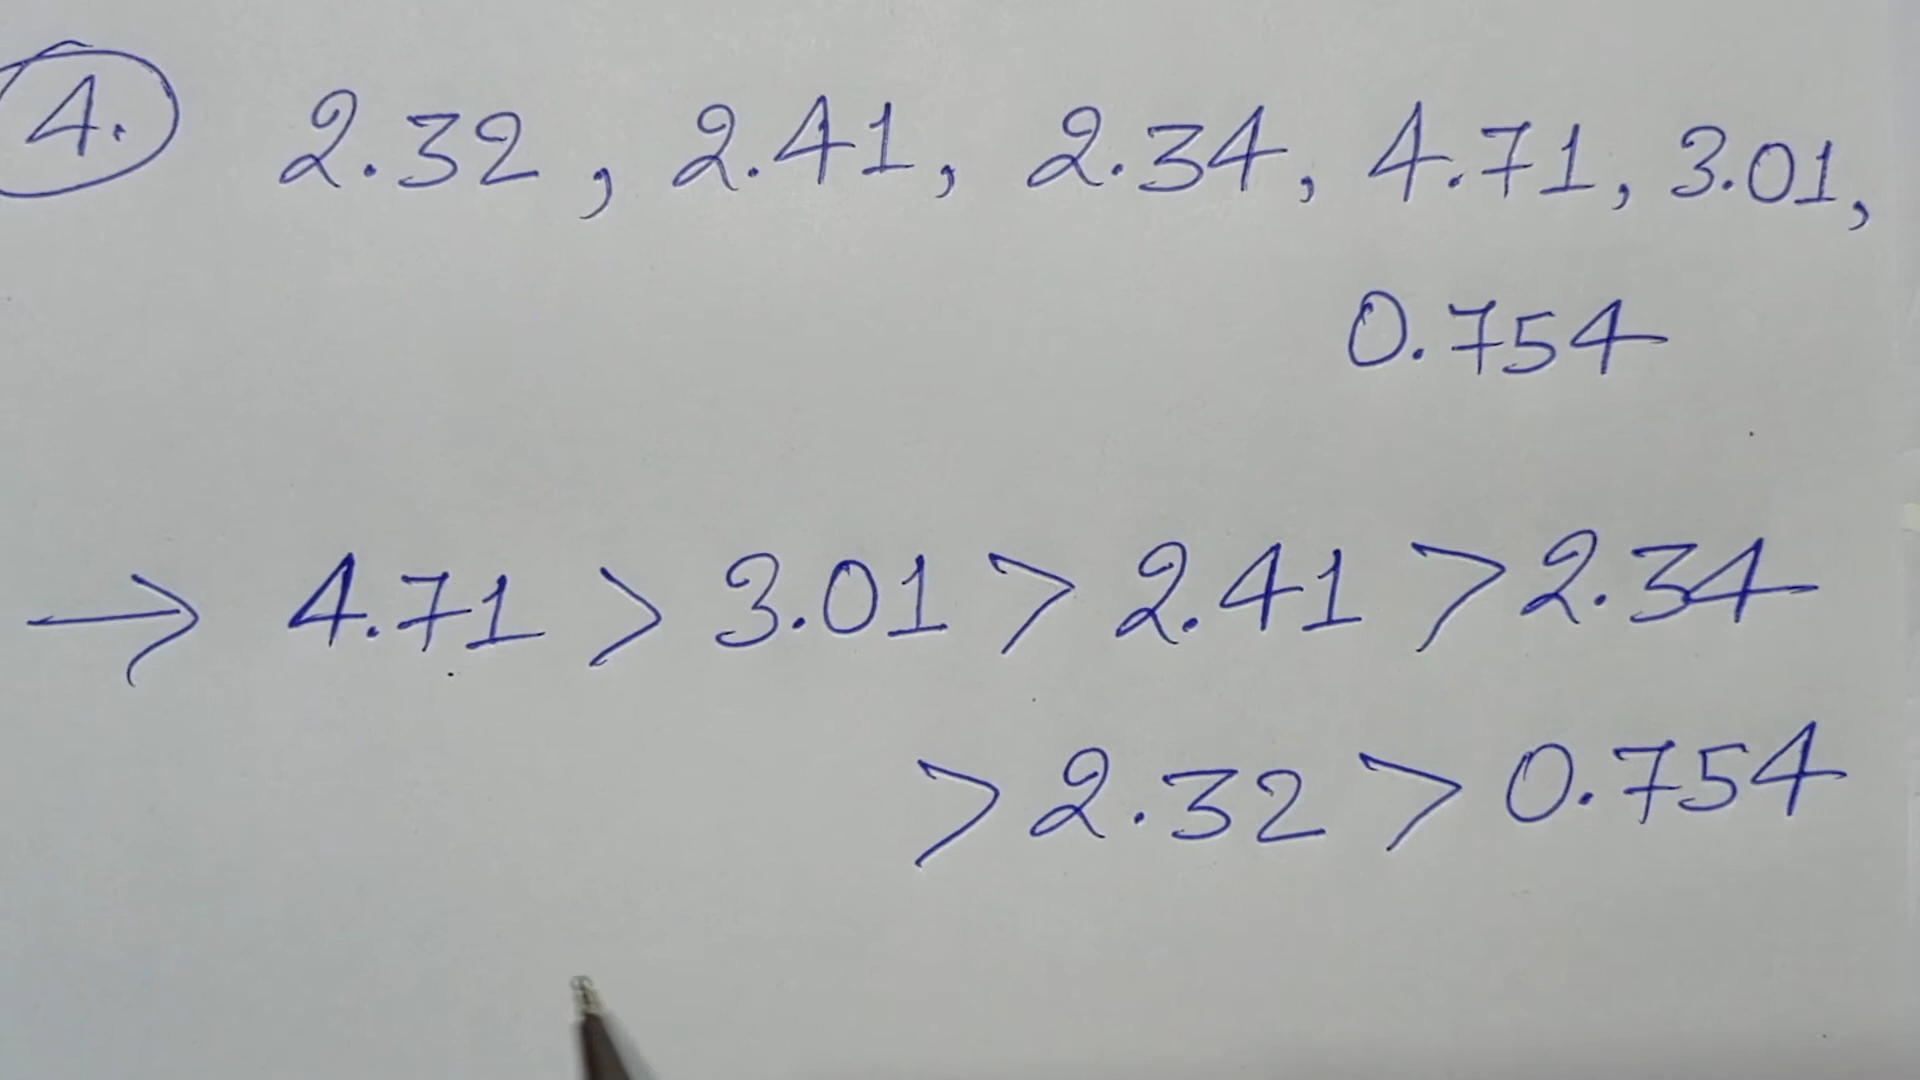 4. 2.32, 2.41, 2.34, 4.71, 3.01,
0.754
→ 4.71 > 3.01 > 2.41 > 2.34
> 2.32 > 0.754